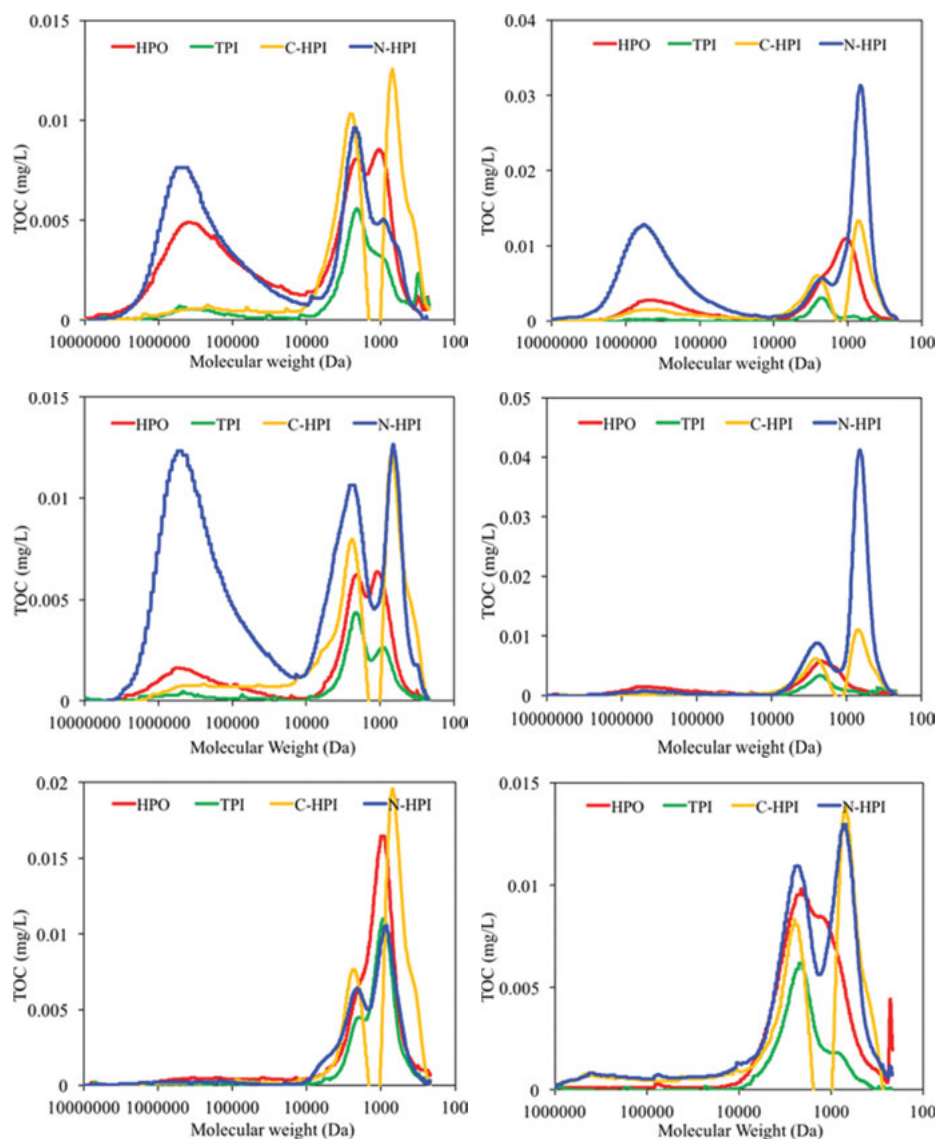 0.015
HPO TPI C-HPI N-HPI
0.01
0.005
0
TOC (mg/L)
10000000 1000000 100000 10000 1000 100
Molecular weight (Da)
0.04
HPO TPI C-HPI N-HPI
0.03
0.02
0.01
0
TOC (mg/L)
10000000 1000000 100000 10000 1000 100
Molecular weight (Da)
0.015
HPO TPI C-HPI N-HPI
0.01
0.005
0
TOC (mg/L)
10000000 1000000 100000 10000 1000 100
Molecular Weight (Da)
0.05
HPO TPI C-HPI N-HPI
0.04
0.03
0.02
0.01
0
TOC (mg/L)
10000000 1000000 100000 10000 1000 100
Molecular weight (Da)
0.02
HPO TPI C-HPI N-HPI
0.015
0.01
0.005
0
TOC (mg/L)
10000000 1000000 100000 10000 1000 100
Molecular weight (Da)
0.015
HPO TPI C-HPI N-HPI
0.01
0.005
0
TOC (mg/L)
1000000 100000 10000 1000 100
Molecular Weight (Da)